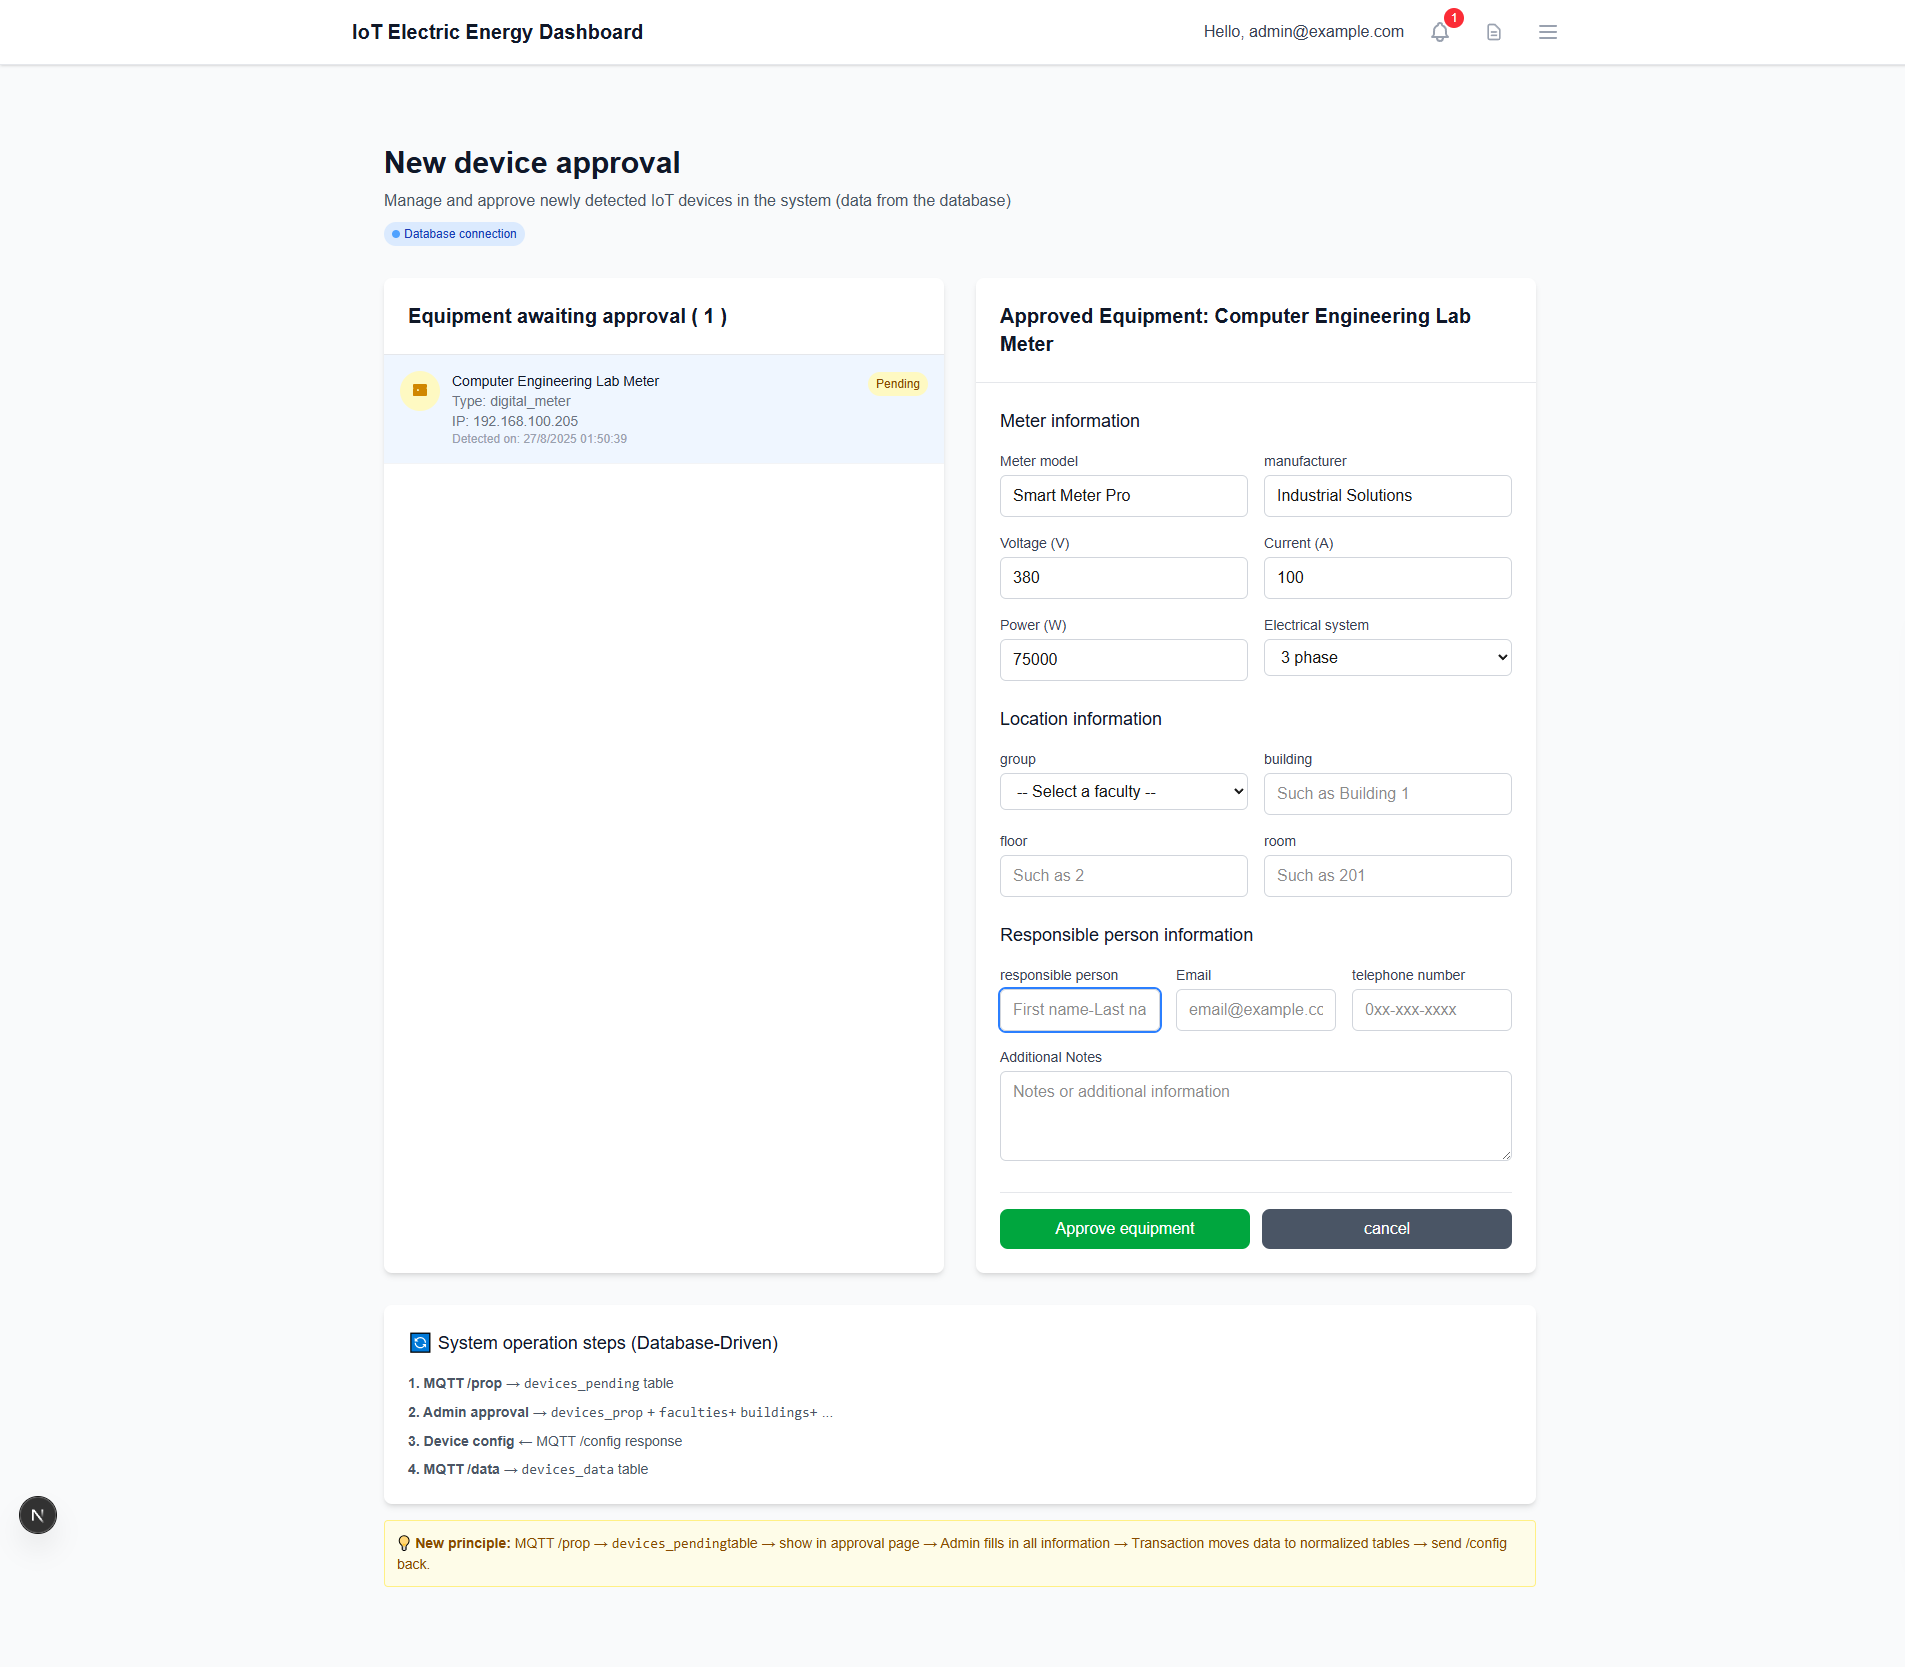 IoT Electric Energy Dashboard
Hello, admin@example.com
1
New device approval
Manage and approve newly detected IoT devices in the system (data from the database)
Database connection
Equipment awaiting approval ( 1 )
Computer Engineering Lab Meter
Pending
Type: digital_meter
IP: 192.168.100.205
Detected on: 27/8/2025 01:50:39
Approved Equipment: Computer Engineering Lab
Meter
Meter information
Meter model
manufacturer
Smart Meter Pro
Industrial Solutions
Voltage (V)
Current (A)
380
100
Power (W)
Electrical system
75000
3 phase
Location information
group
building
-- Select a faculty --
Such as Building 1
floor
room
Such as 2
Such as 201
Responsible person information
responsible person
Email
telephone number
First name-Last na
email@example.cc
0xx-xxx-xxxx
Additional Notes
Notes or additional information
Approve equipment
cancel
System operation steps (Database-Driven)
1. MQTT /prop → devices_pending table
2. Admin approval → devices_prop + faculties+ buildings+ ...
3. Device config ← MQTT /config response
4. MQTT /data → devices_data table
N
New principle: MQTT /prop → devices_pendingtable → show in approval page → Admin fills in all information → Transaction moves data to normalized tables → send /config
back.